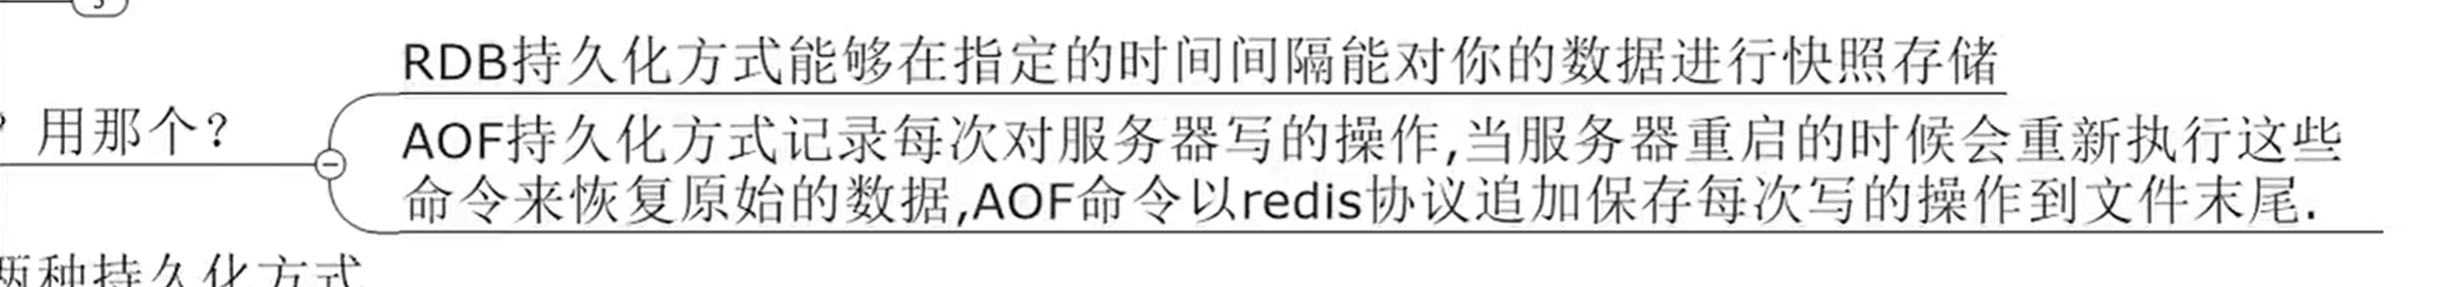 RDB持久化方式能够在指定的时间间隔能对你的数据进行快照存储
? 用那个?
AOF持久化方式记录每次对服务器写的操作,当服务器重启的时候会重新执行这些
命令来恢复原始的数据,AOF命令以redis协议追加保存每次写的操作到文件末尾.
两种持久化方式